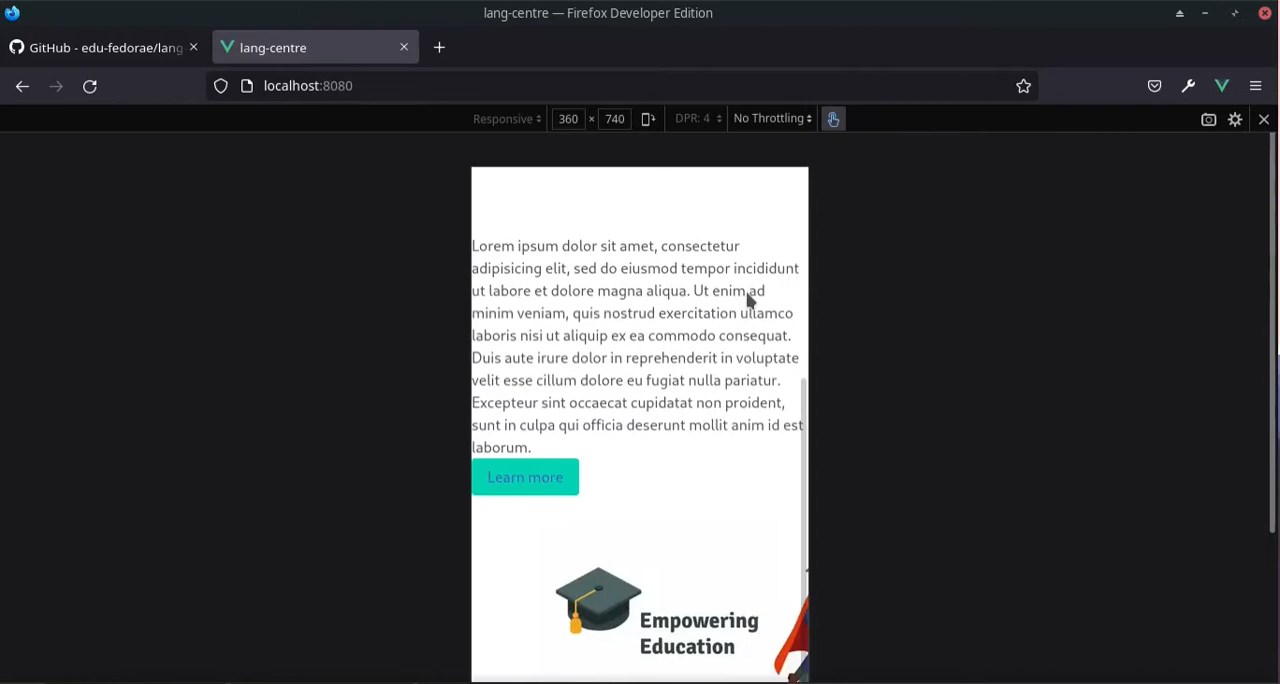 lang-centre — Firefox Developer Edition
GitHub - edu-fedorae/lang
lang-centre
localhost:8080
Responsive
360 × 740
DPR: 4
No Throttling
Lorem ipsum dolor sit amet, consectetur
adipisicing elit, sed do eiusmod tempor incididunt
ut labore et dolore magna aliqua. Ut enim ad
minim veniam, quis nostrud exercitation ullamco
laboris nisi ut aliquip ex ea commodo consequat.
Duis aute irure dolor in reprehenderit in voluptate
velit esse cillum dolore eu fugiat nulla pariatur.
Excepteur sint occaecat cupidatat non proident,
sunt in culpa qui officia deserunt mollit anim id est
laborum.
Learn more
Empowering
Education